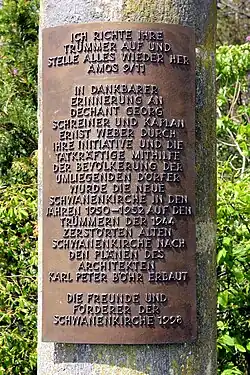 ICH RICHTE IHRE
TRÜMMER AUF UND
STELLE ALLES WIEDER HER
AMOS 9/11
IN DANKBARER
ERINNERUNG AN
DECHANT GEORG
SCHREINER UND KAPLAN
ERNST WEBER DURCH
IHRE INITIATIVE UND DIE
TATKRÄFTIGE MITHILFE
DER BEVÖLKERUNG DER
UMLIEGENDEN DÖRFER
WURDE DIE NEUE
SCHWANENKIRCHE IN DEN
JAHREN 1950-1952 AUF DEN
TRÜMMERN DER 1944
ZERSTÖRTEN ALTEN
SCHWANENKIRCHE NACH
DEN PLÄNEN DES
ARCHITEKTEN
KARL PETER BÖHR ERBAUT
DIE FREUNDE UND
FÖRDERER DER
SCHWANENKIRCHE 1998